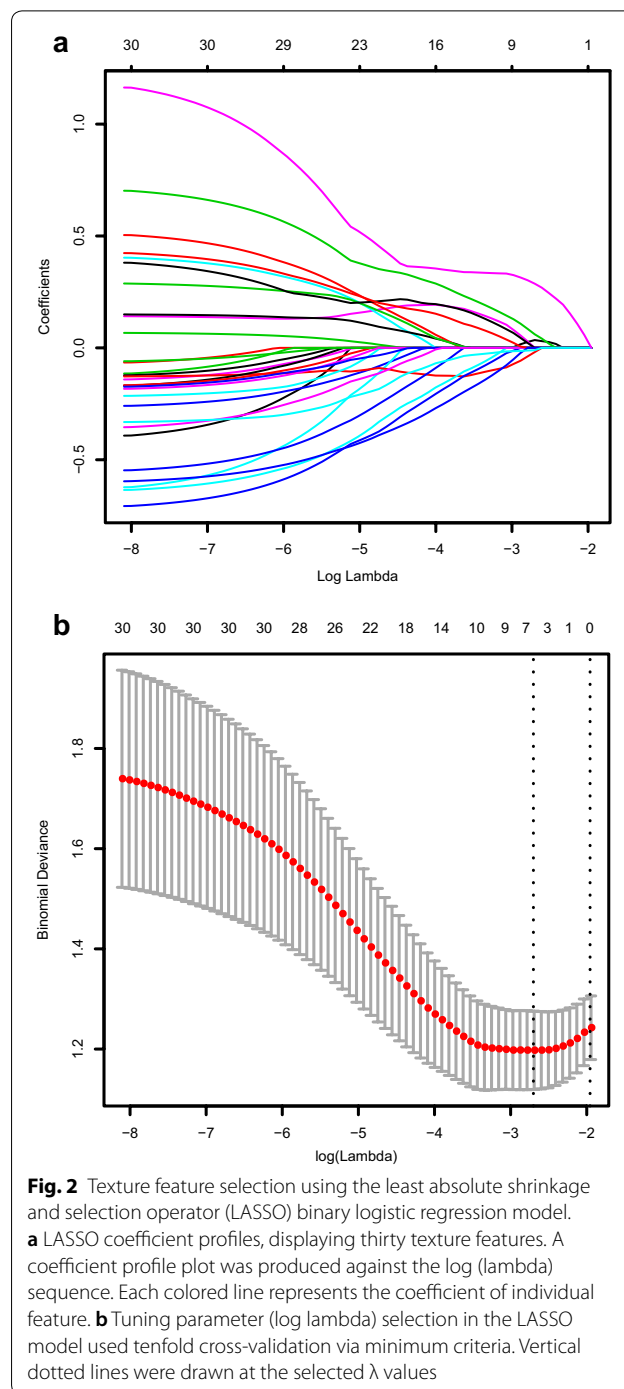 a
30 30 29 23 16 9 1
1.0
0.5
0.0
−0.5
Coefficients
−8 −7 −6 −5 −4 −3 −2
Log Lambda
b
30 30 30 30 30 28 26 22 18 14 10 9 7 3 1 0
1.8
1.6
1.4
1.2
Binomial Deviance
−8 −7 −6 −5 −4 −3 −2
log(Lambda)
Fig. 2 Texture feature selection using the least absolute shrinkage
and selection operator (LASSO) binary logistic regression model.
a LASSO coefficient profiles, displaying thirty texture features. A
coefficient profile plot was produced against the log (lambda)
sequence. Each colored line represents the coefficient of individual
feature. b Tuning parameter (log lambda) selection in the LASSO
model used tenfold cross-validation via minimum criteria. Vertical
dotted lines were drawn at the selected λ values